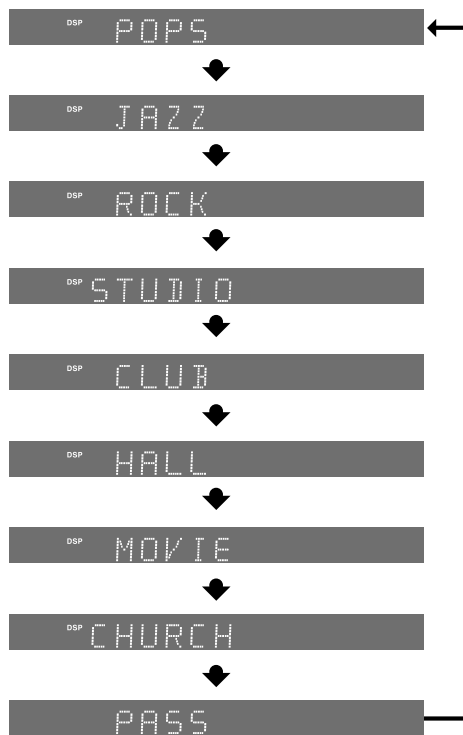 DSP POPS
DSP JAZZ
DSP ROCK
DSP STUDIO
DSP CLUB
DSP HALL
DSP MOVIE
DSP CHURCH
PASS